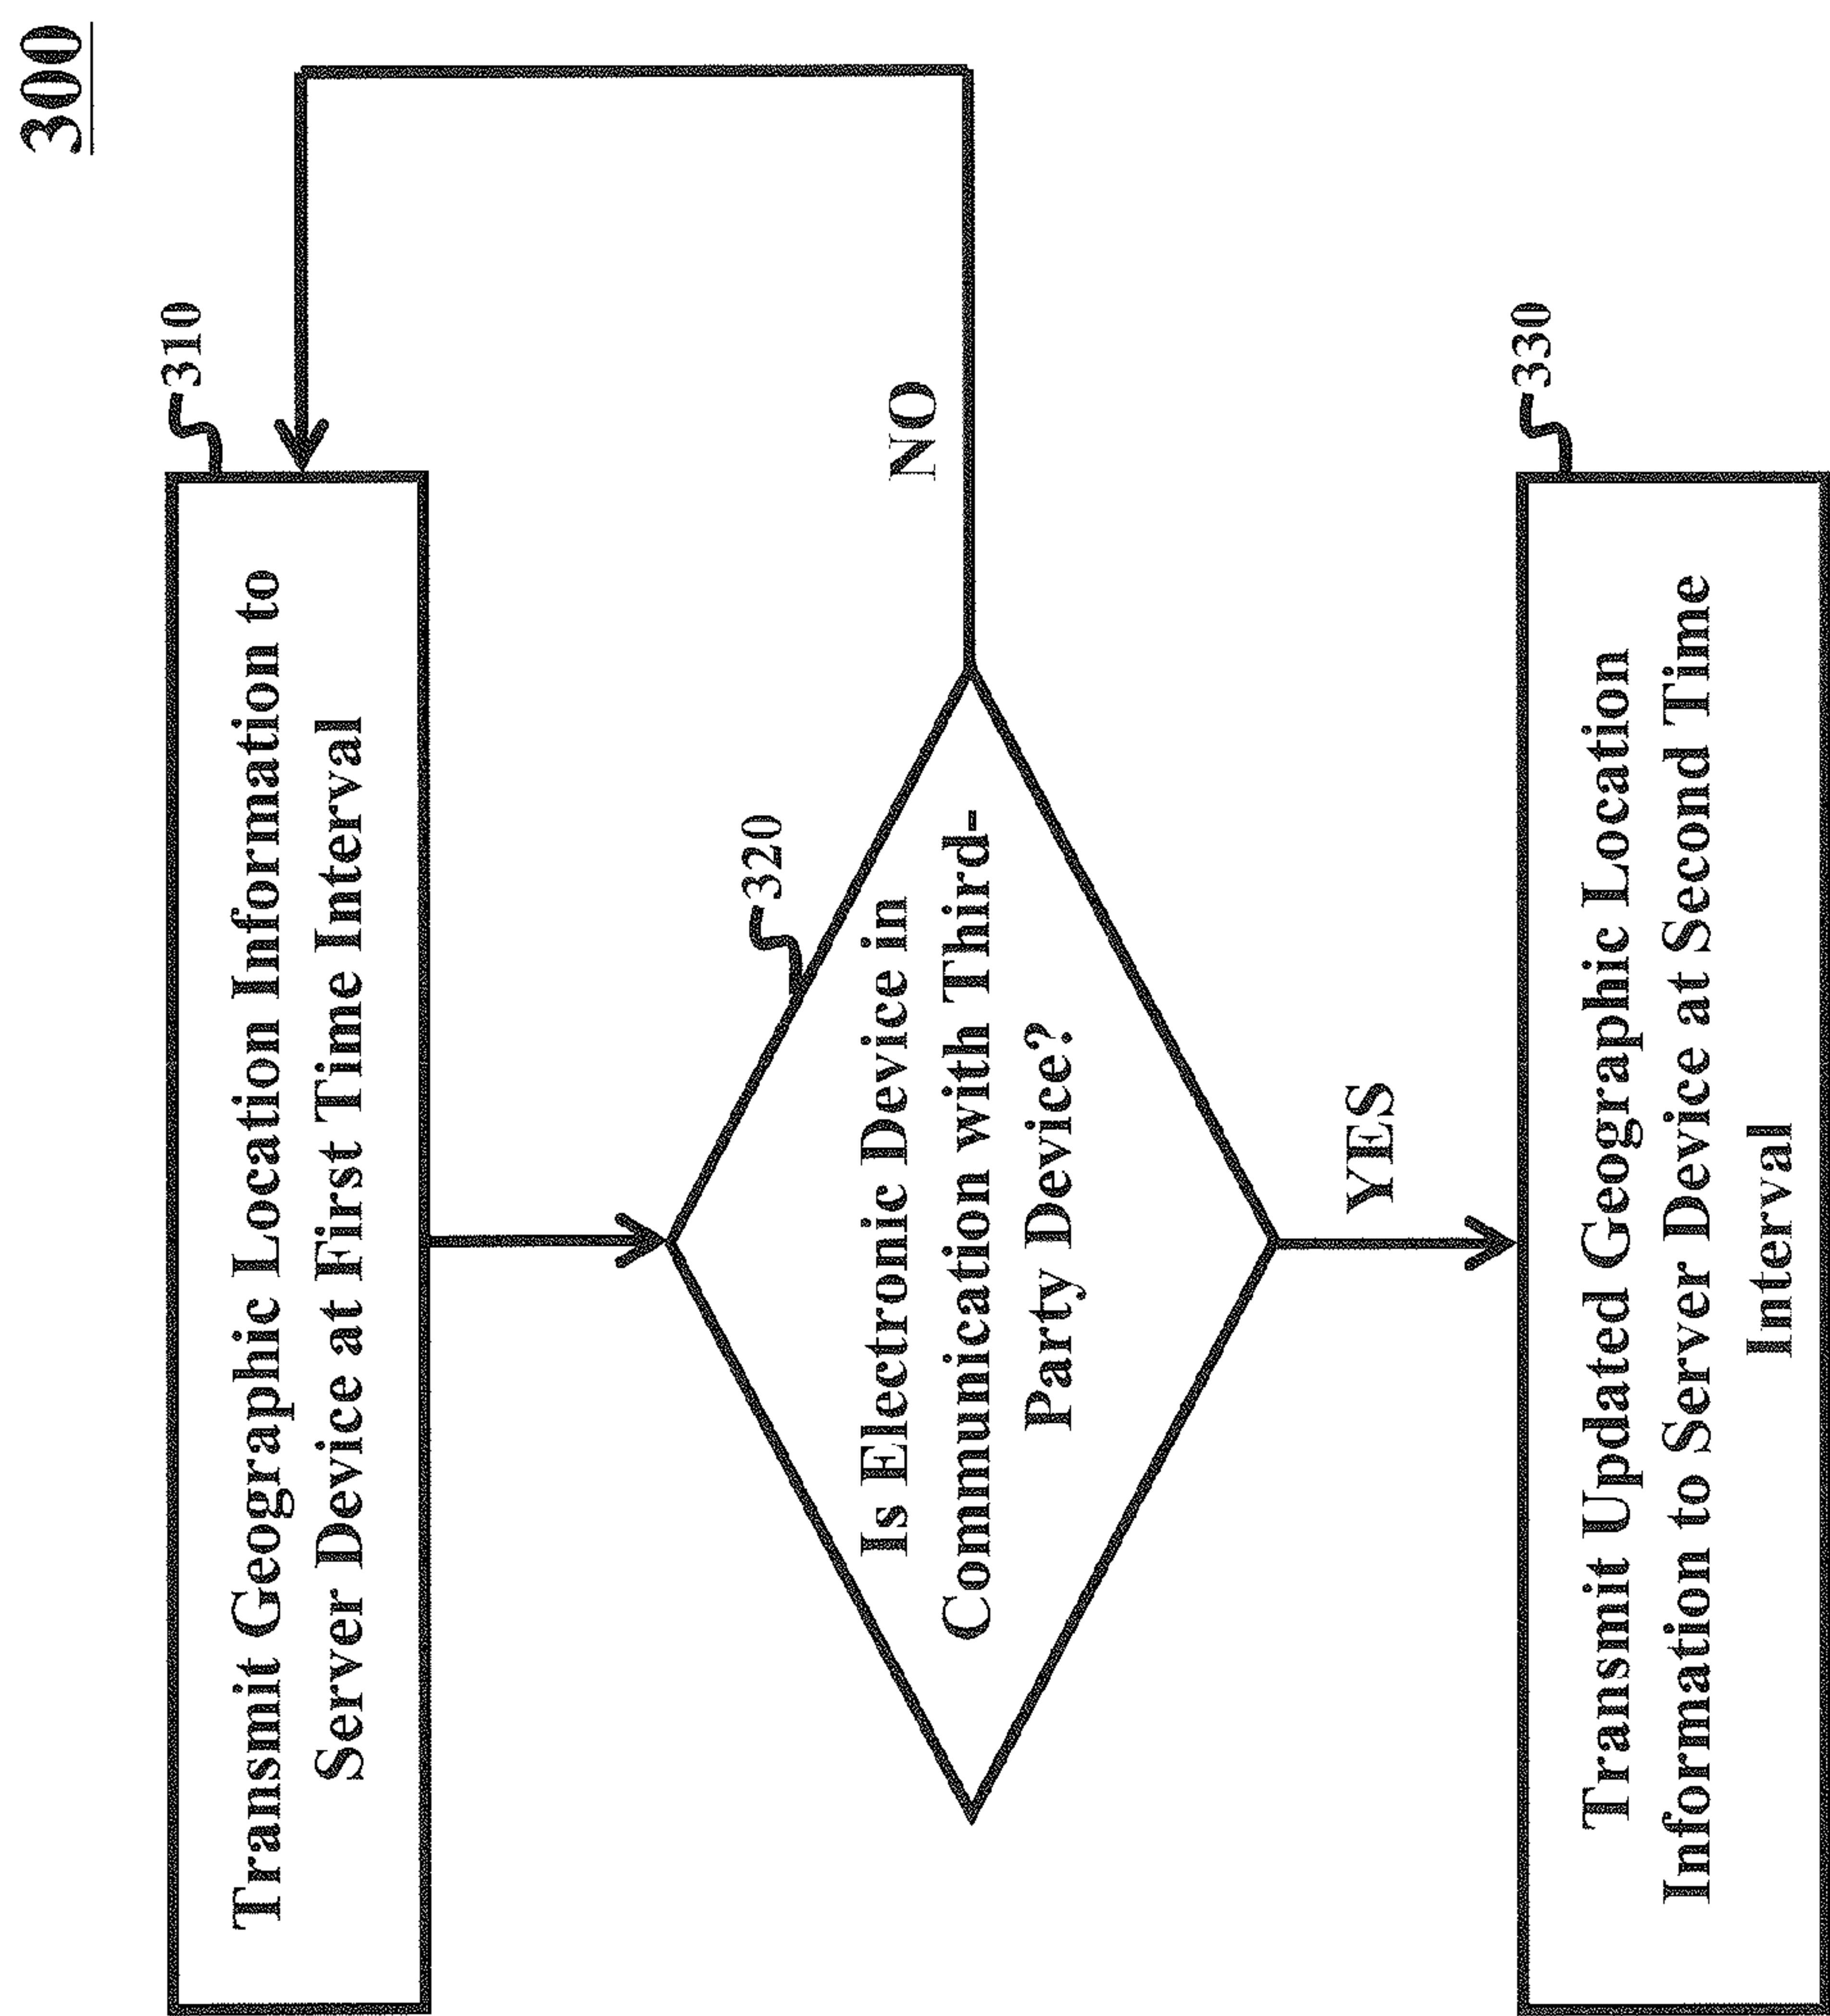 300
310
Transmit Geographic Location Information to
Server Device at First Time Interval
320
Is Electronic Device in
Communication with Third-
Party Device?
NO
YES
330
Transmit Updated Geographic Location
Information to Server Device at Second Time
Interval